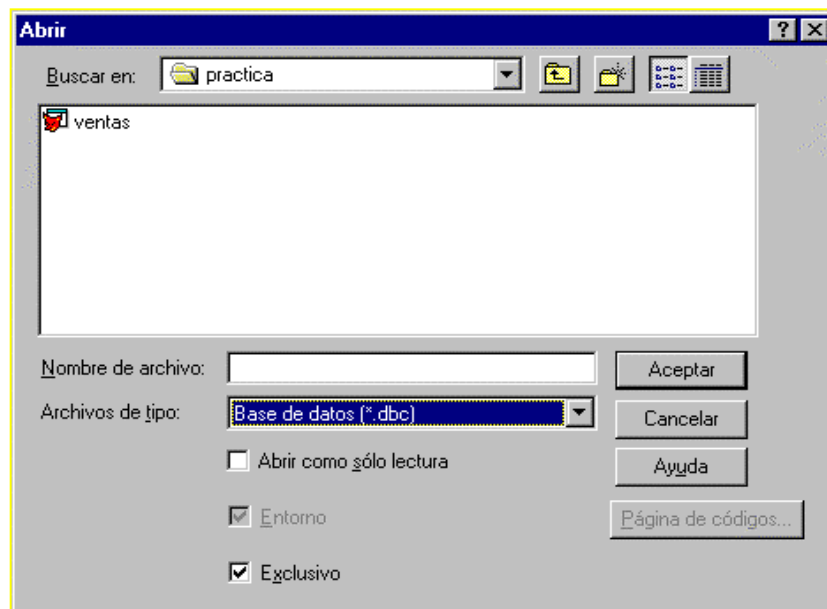 Abrir
Buscar en: practica
ventas
Nombre de archivo: Aceptar
Archivos de tipo: Base de datos (*.dbc) Cancelar
Abrir como sólo lectura Ayuda
Entorno Página de códigos...
Exclusivo